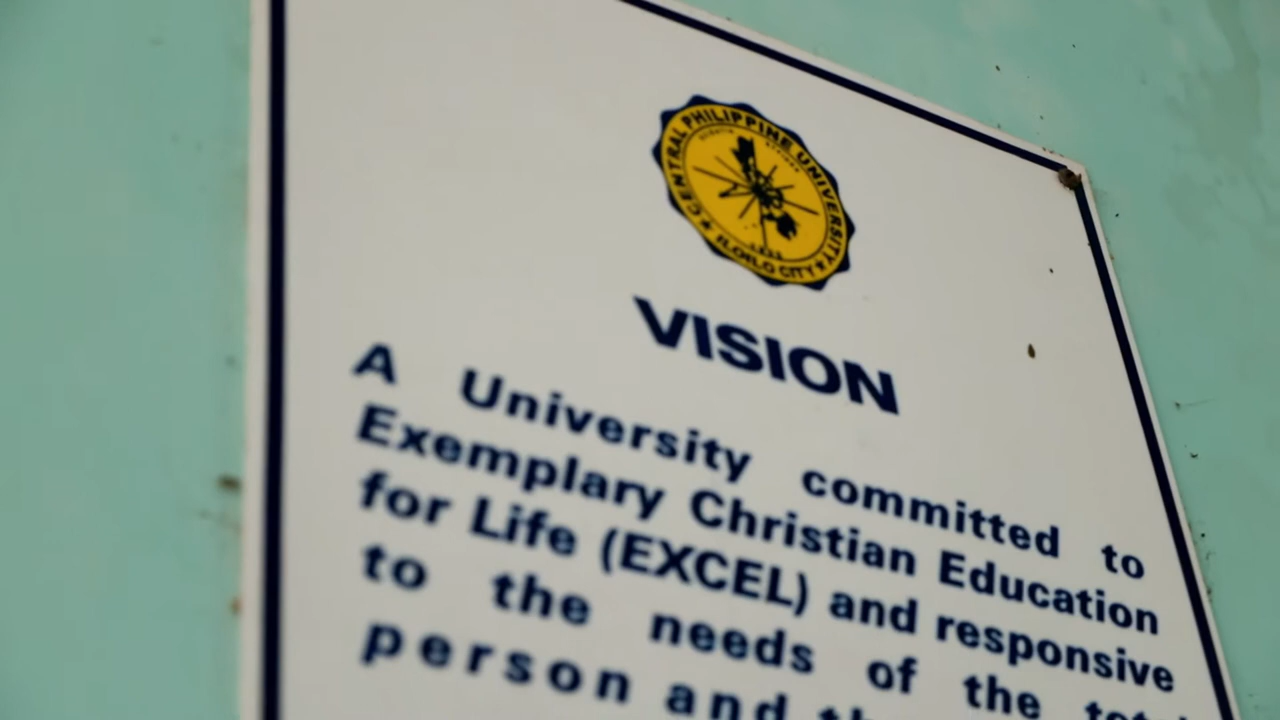 CENTRAL PHILIPPINE UNIVERSITY
ILOILO CITY
VISION
A University committed to
Exemplary Christian Education
for Life (EXCEL) and responsive
to the needs of the
person and